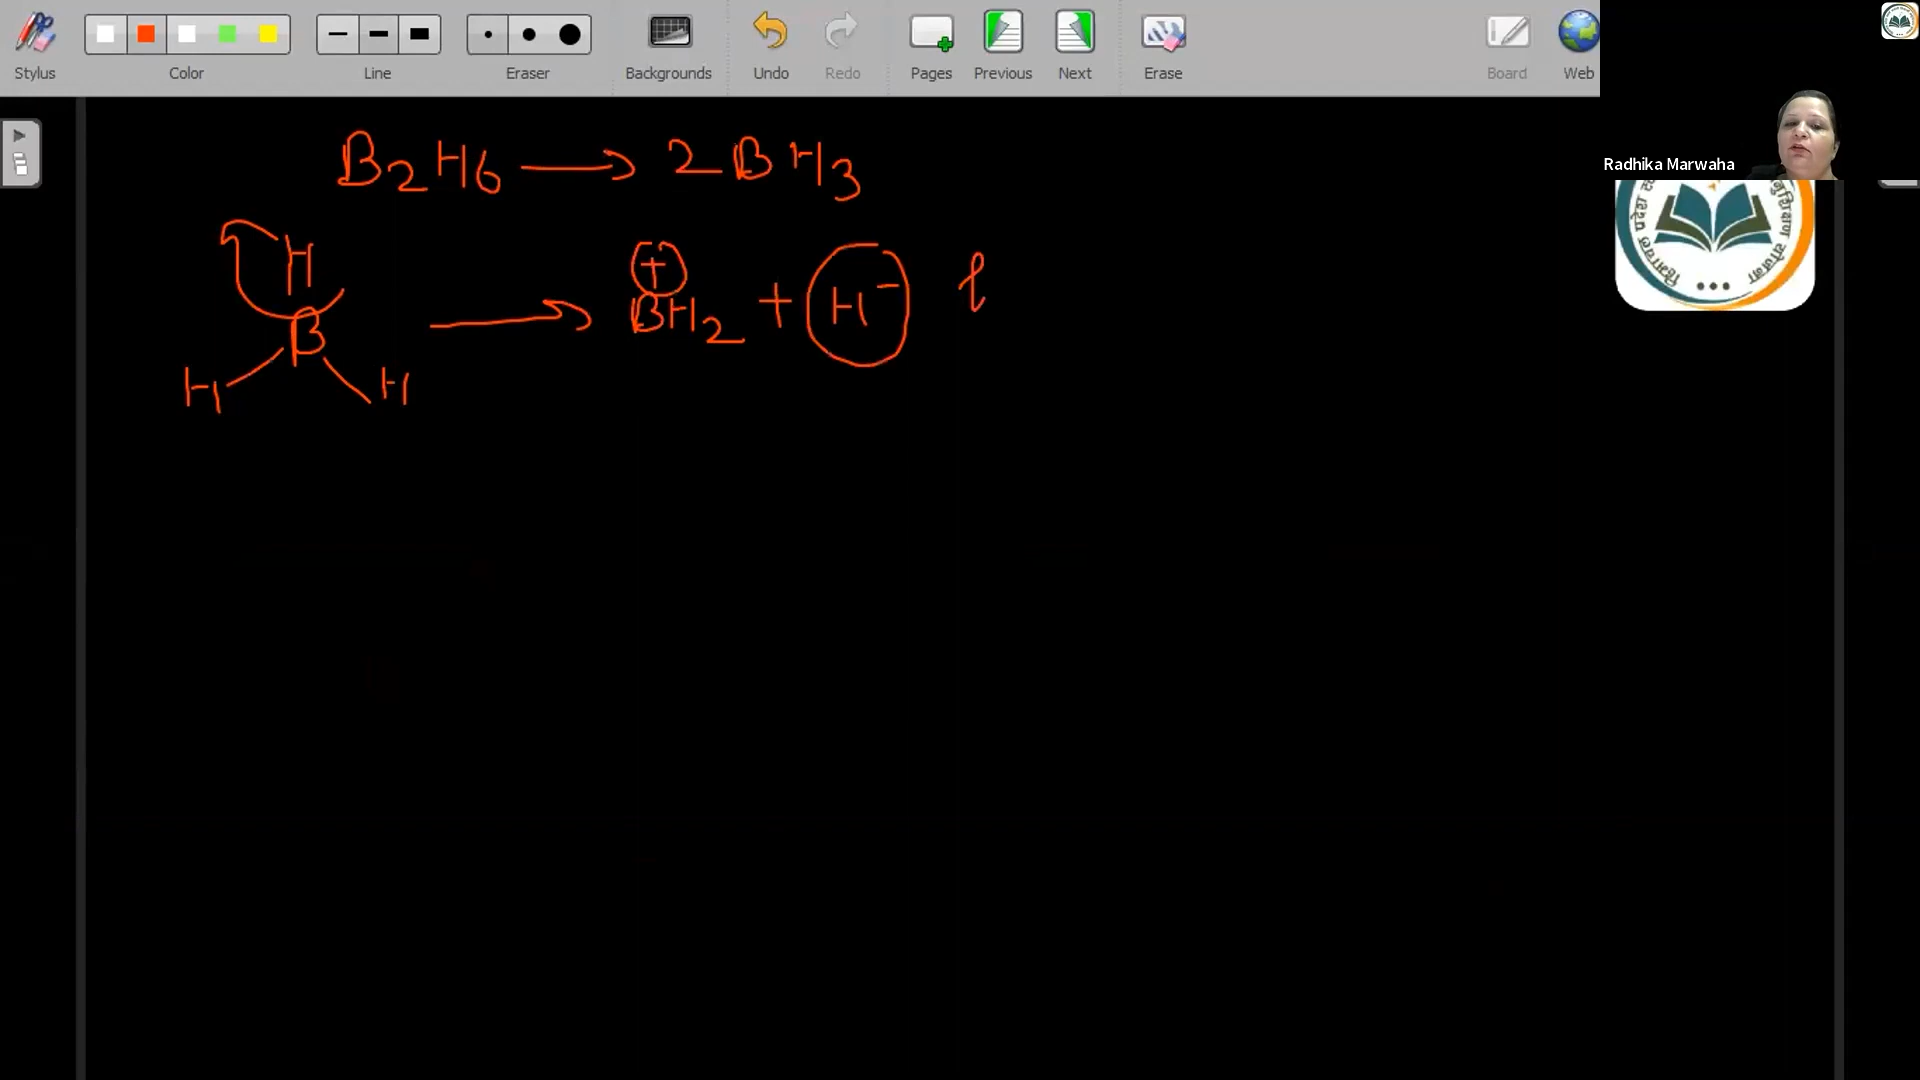 Stylus Color Line Eraser Backgrounds Undo Redo Pages Previous Next Erase Board Web
Radhika Marwaha
B₂H₆ → 2BH₃
H
B
H H
→ ⊕BH₂ + H⁻